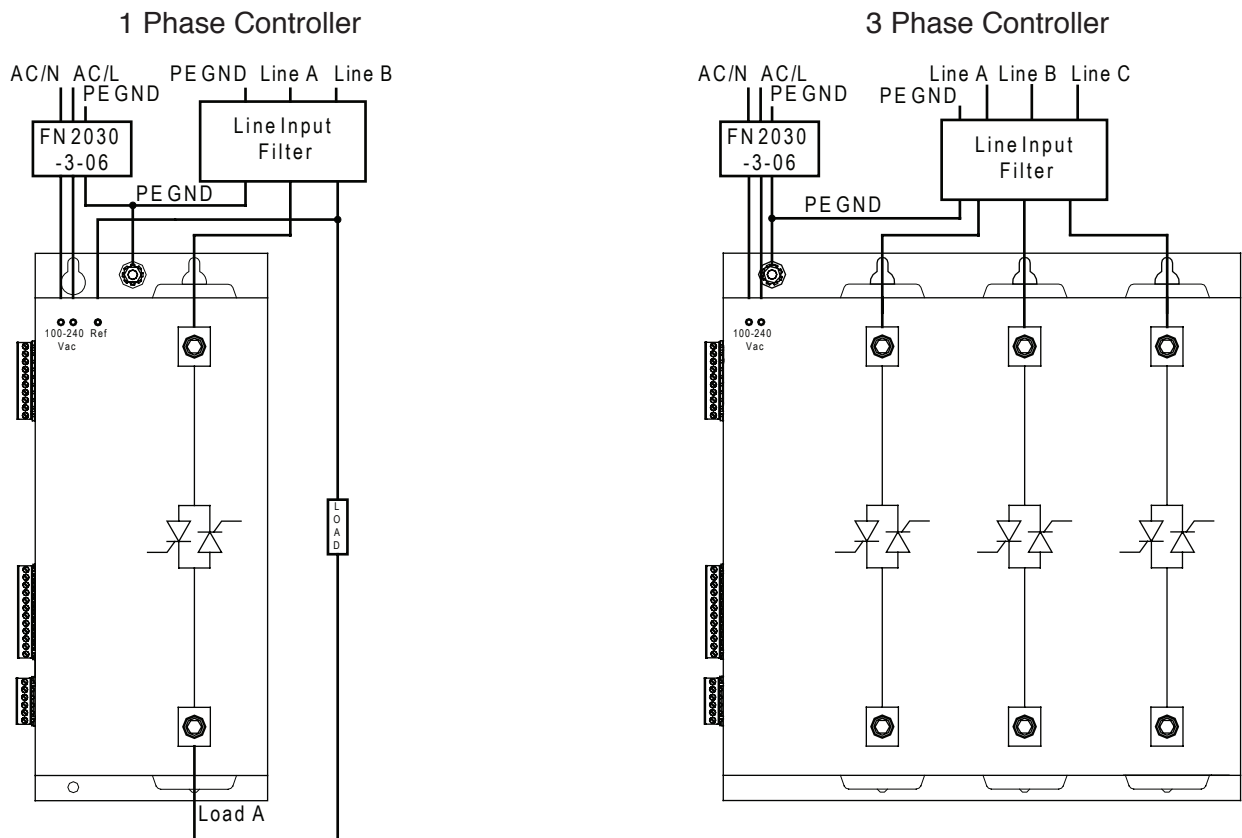 1 Phase Controller
AC/N AC/L
PE GND
PE GND Line A Line B
FN2030
-3-06
Line Input
Filter
PE GND
100-240
Vac
Ref
L
O
A
D
Load A
3 Phase Controller
AC/N AC/L
PE GND
PE GND
Line A Line B Line C
FN2030
-3-06
Line Input
Filter
PE GND
100-240
Vac